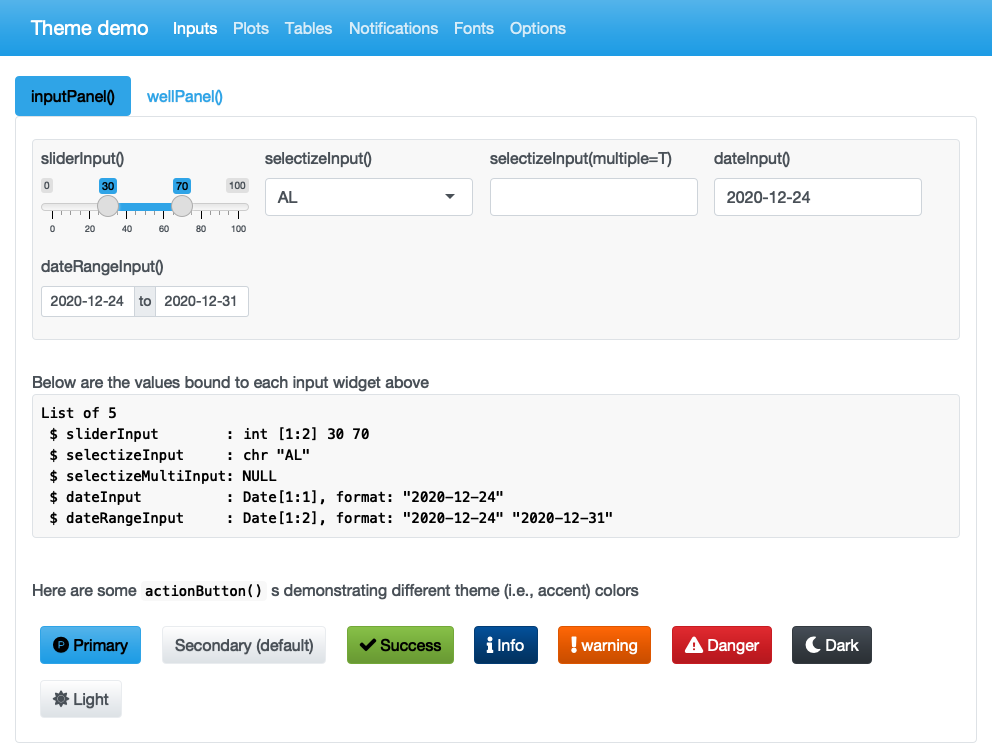 Theme demo Inputs Plots Tables Notifications Fonts Options
inputPanel() wellPanel()
sliderInput() selectizeInput() selectizeInput(multiple=T) dateInput()
0 30 70 100
AL 2020-12-24
0 20 40 60 80 100
dateRangeInput()
2020-12-24 to 2020-12-31
Below are the values bound to each input widget above
List of 5
 $ sliderInput        : int [1:2] 30 70
 $ selectizeInput     : chr "AL"
 $ selectizeMultiInput: NULL
 $ dateInput          : Date[1:1], format: "2020-12-24"
 $ dateRangeInput     : Date[1:2], format: "2020-12-24" "2020-12-31"
Here are some actionButton() s demonstrating different theme (i.e., accent) colors
P Primary Secondary (default) Success Info warning Danger Dark
Light